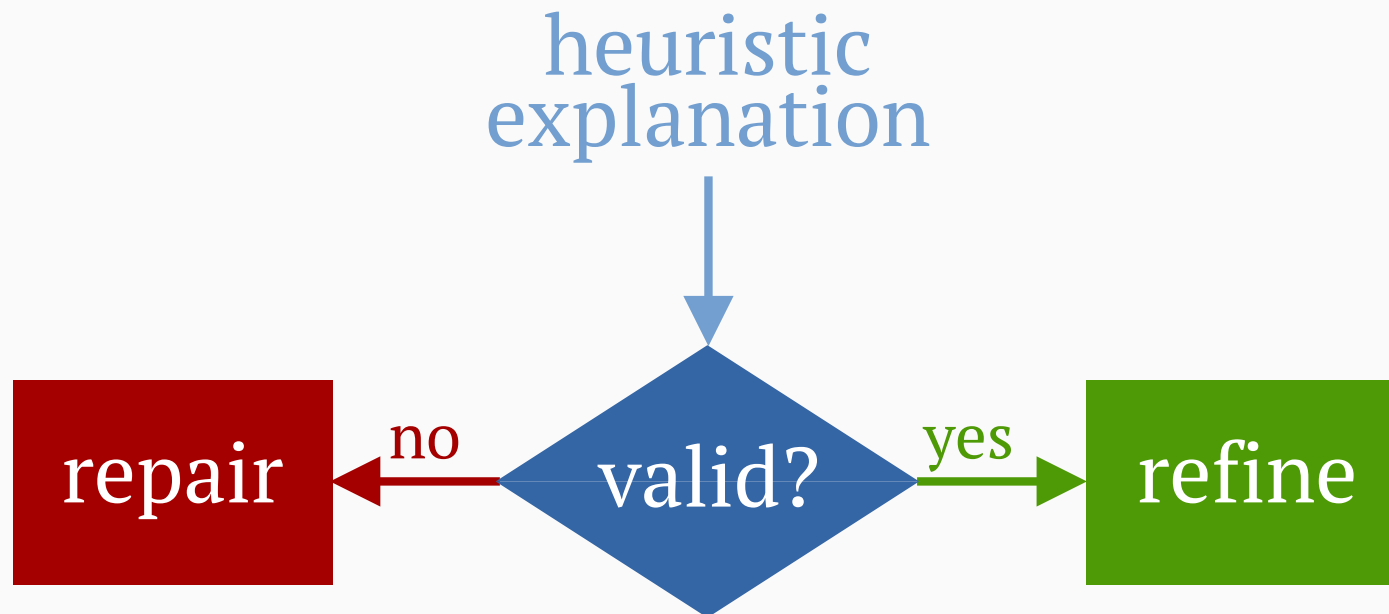 heuristic
explanation
no
yes
repair
valid?
refine